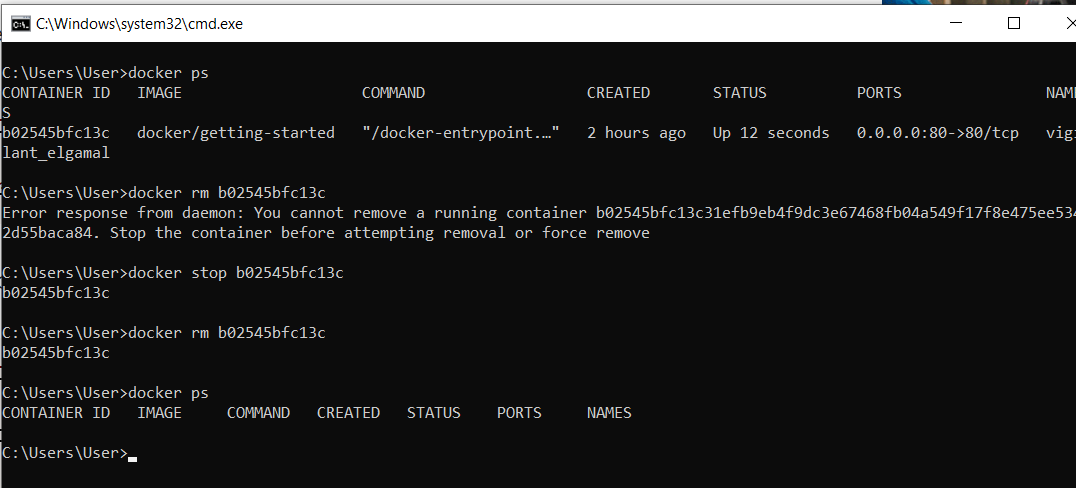 C:\Windows\system32\cmd.exe
C:\Users\User>docker ps
CONTAINER ID   IMAGE                    COMMAND                  CREATED       STATUS          PORTS                NAM
S
b02545bfc13c   docker/getting-started   "/docker-entrypoint.…"   2 hours ago   Up 12 seconds   0.0.0.0:80->80/tcp   vig
lant_elgamal
C:\Users\User>docker rm b02545bfc13c
Error response from daemon: You cannot remove a running container b02545bfc13c31efb9eb4f9dc3e67468fb04a549f17f8e475ee534
2d55baca84. Stop the container before attempting removal or force remove
C:\Users\User>docker stop b02545bfc13c
b02545bfc13c
C:\Users\User>docker rm b02545bfc13c
b02545bfc13c
C:\Users\User>docker ps
CONTAINER ID   IMAGE     COMMAND   CREATED   STATUS    PORTS     NAMES
C:\Users\User>